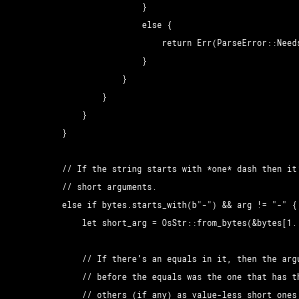 }
else {
return Err(ParseError::Needs
}
}
}
}
}
// If the string starts with *one* dash then it
// short arguments.
else if bytes.starts_with(b"-") && arg != "-" {
let short_arg = OsStr::from_bytes(&bytes[1.
// If there's an equals in it, then the argu
// before the equals was the one that has th
// others (if any) as value-less short ones